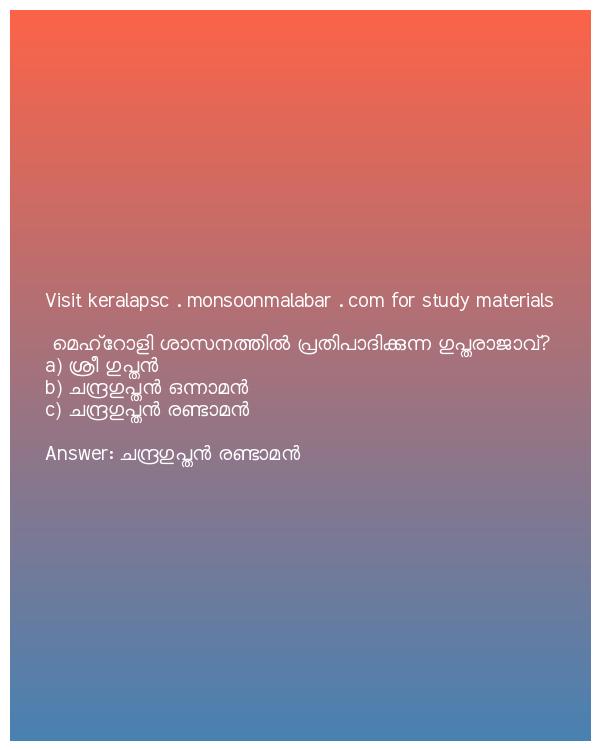 Visit keralapsc . monsoonmalabar . com for study materials
മെഹ്റോളി ശാസനത്തിൽ പ്രതിപാദിക്കുന്ന ഗുപ്തരാജാവ്?
a) ശ്രീ ഗുപ്തൻ
b) ചന്ദ്രഗുപ്തൻ ഒന്നാമൻ
c) ചന്ദ്രഗുപ്തൻ രണ്ടാമൻ
Answer: ചന്ദ്രഗുപ്തൻ രണ്ടാമൻ